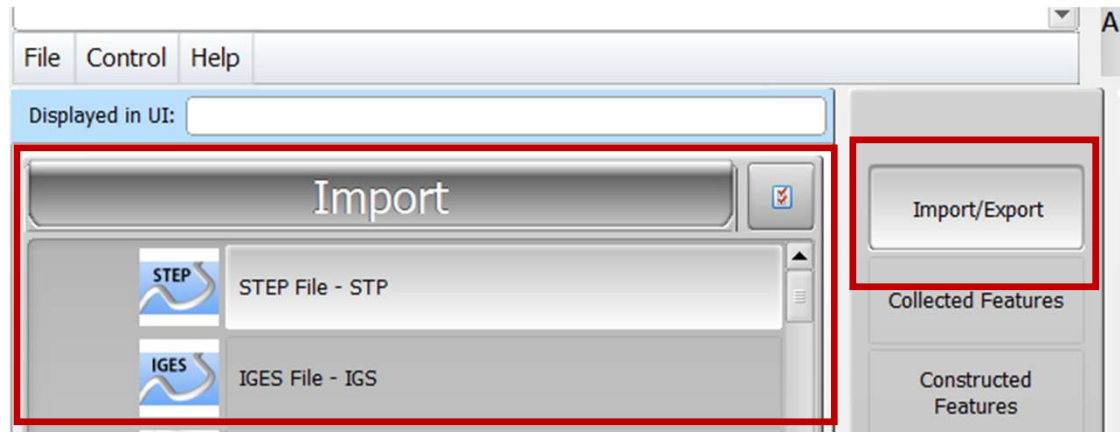 A
File Control Help
Displayed in UI:
Import
Import/Export
STEP
STEP File - STP
Collected Features
IGES
IGES File - IGS
Constructed
Features